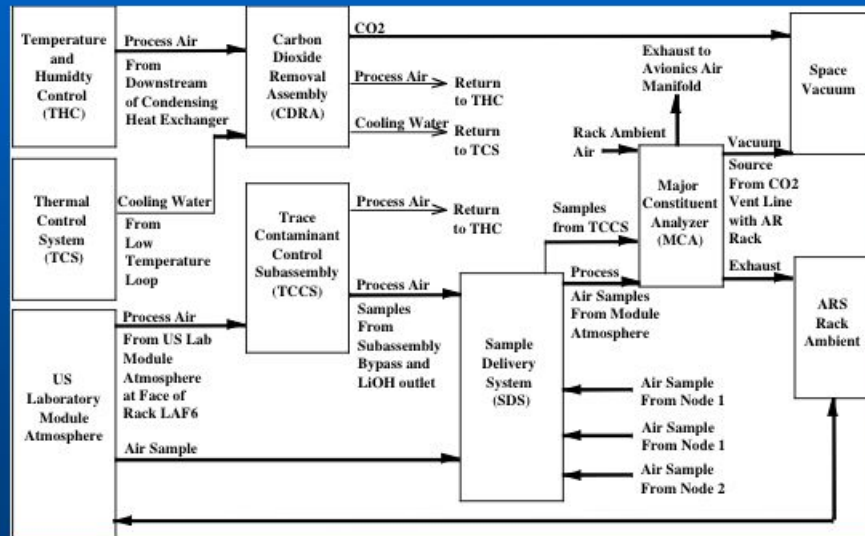 Temperature
and
Humidty
Control
(THC)
Process Air
From
Downstream
of Condensing
Heat Exchanger
Carbon
Dioxide
Removal
Assembly
(CDRA)
CO2
Process Air
Return
to THC
Cooling Water
Return
to TCS
Exhaust to
Avionics Air
Manifold
Space
Vacuum
Rack Ambient
Air
Vacuum
Source
From CO2
Vent Line
with AR
Rack
Major
Constituent
Analyzer
(MCA)
Thermal
Control
System
(TCS)
Cooling Water
From
Low
Temperature
Loop
Trace
Contaminant
Control
Subassembly
(TCCS)
Process Air
Return
to THC
Samples
from TCCS
Process Air
Samples
From
Subassembly
Bypass and
LiOH outlet
Process
Air Samples
From Module
Atmosphere
Exhaust
ARS
Rack
Ambient
US
Laboratory
Module
Atmosphere
Process Air
From US Lab
Module
Atmosphere
at Face of
Rack LAF6
Air Sample
Sample
Delivery
System
(SDS)
Air Sample
From Node 1
Air Sample
From Node 1
Air Sample
From Node 2